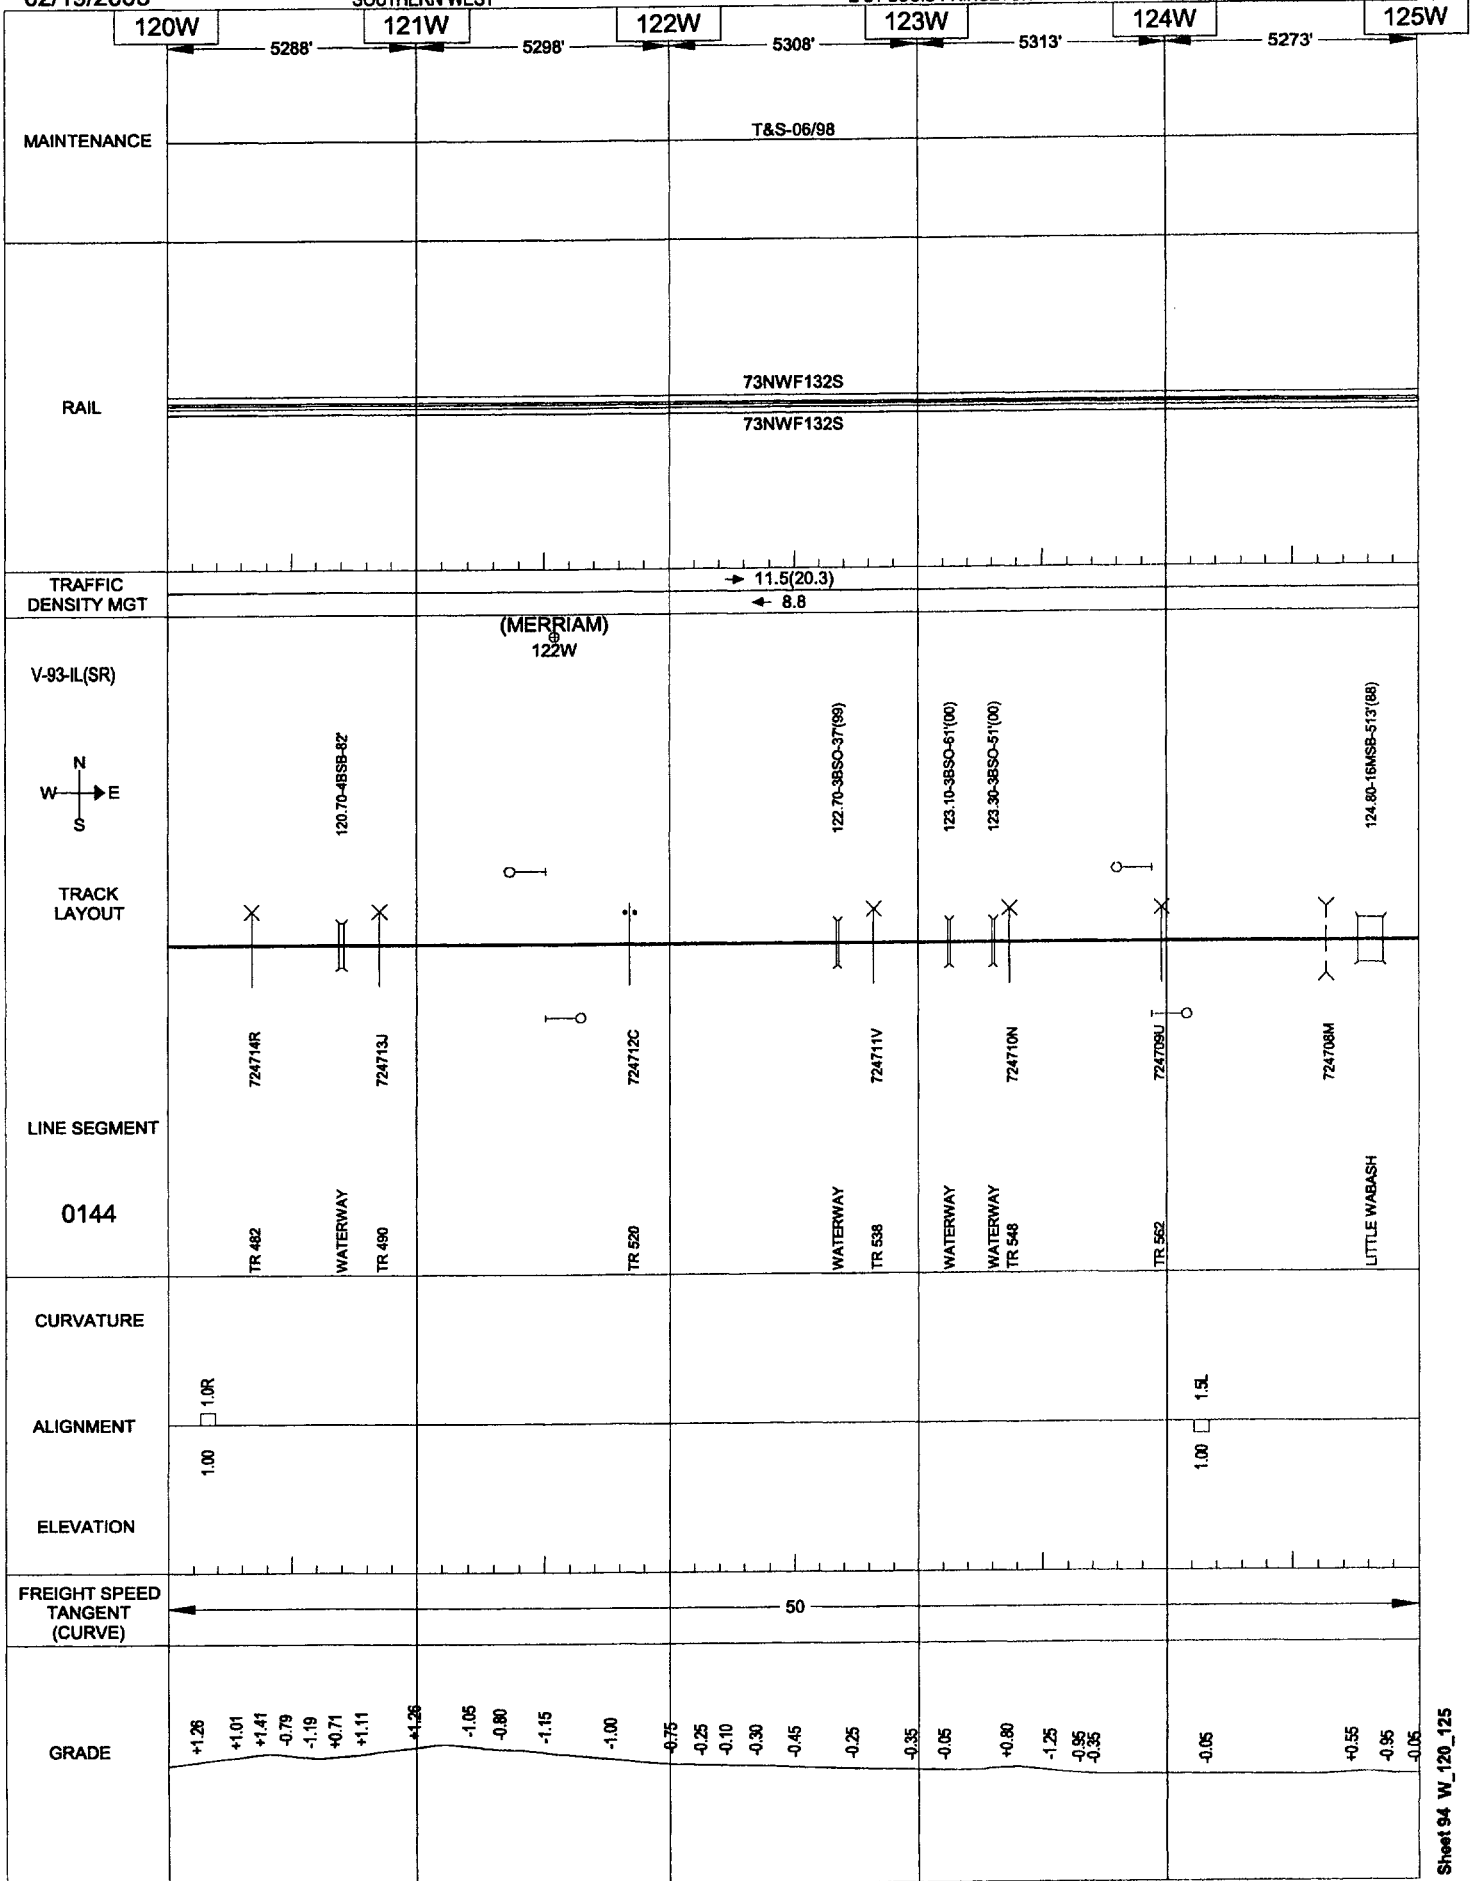 SOUTHERN WEST
120W 121W 122W 123W 124W 125W
5288' 5298' 5308' 5313' 5273'
MAINTENANCE
T&S-06/98
RAIL
73NWF132S
73NWF132S
TRAFFIC
DENSITY MGT
11.5(20.3)
8.8
(MERRIAM)
122W
V-93-IL(SR)
N
W E
S
120.70-4BSB-82'
122.70-3BSO-37'(99)
123.10-3BSO-61'(00)
123.30-3BSO-51'(00)
124.80-16MSB-513'(88)
TRACK
LAYOUT
724714R
724713J
724712C
724711V
724710N
724709U
724708M
LINE SEGMENT
0144
TR 482
WATERWAY
TR 490
TR 520
WATERWAY
TR 538
WATERWAY
WATERWAY
TR 548
TR 562
LITTLE WABASH
CURVATURE
1.0R
1.5L
ALIGNMENT
1.00
1.00
ELEVATION
FREIGHT SPEED
TANGENT
(CURVE)
50
GRADE
+1.26
+1.01
+1.41
-0.79
-1.19
+0.71
+1.11
+1.26
-1.05
-0.80
-1.15
-1.00
-0.75
-0.25
-0.10
-0.30
-0.45
-0.25
-0.35
-0.05
+0.80
-1.25
-0.95
-0.35
-0.05
+0.55
-0.95
-0.05
Sheet 94 W_120_125